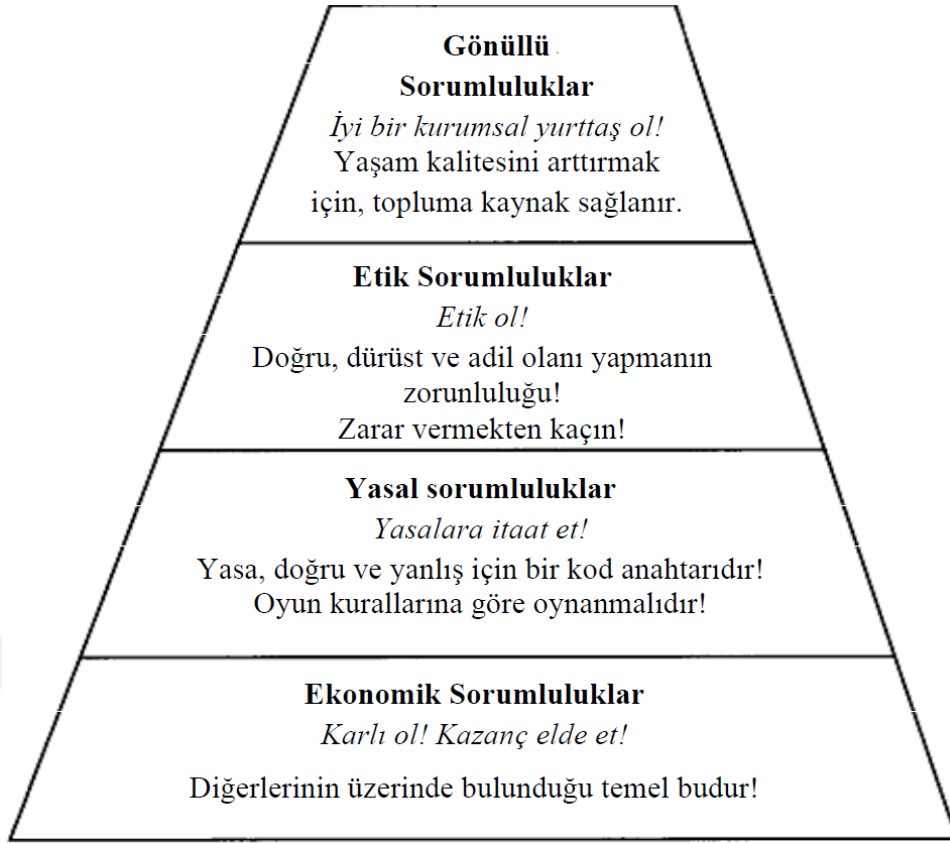 Gönüllü
Sorumluluklar
İyi bir kurumsal yurttaş ol!
Yaşam kalitesini arttırmak
için, topluma kaynak sağlanır.
Etik Sorumluluklar
Etik ol!
Doğru, dürüst ve adil olanı yapmanın
zorunluluğu!
Zarar vermekten kaçın!
Yasal sorumluluklar
Yasalara itaat et!
Yasa, doğru ve yanlış için bir kod anahtarıdır!
Oyun kurallarına göre oynanmalıdır!
Ekonomik Sorumluluklar
Karlı ol! Kazanç elde et!
Diğerlerinin üzerinde bulunduğu temel budur!